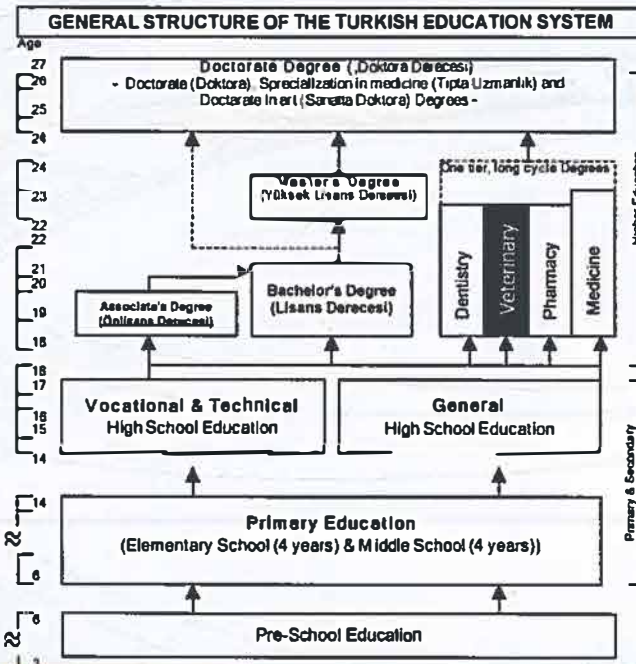 GENERAL STRUCTURE OF THE TURKISH EDUCATION SYSTEM
Age
27
26
25
24
Doctorate Degree (,Doktora Derecesi)
- Doctorate (Doktora), Sprecialization in medicine (Tıpta Uzmanlık) and
Doctarate In art (Sanatta Doktora) Degrees -
24
23
22
Master's Degree
(Yüksek Lisans Derecesi)
One tier, long cycle Degrees
22
21
20
19
18
Associate's Degree
(Önlisans Derecesi)
Bachelor's Degree
(Lisans Derecesi)
Dentistry
Veterinary
Pharmacy
Medicine
18
17
16
15
14
Vocational & Technical
High School Education
General
High School Education
14
6
Primary Education
(Elementary School (4 years) & Middle School (4 years))
Primary & Secondary
6
Pre-School Education